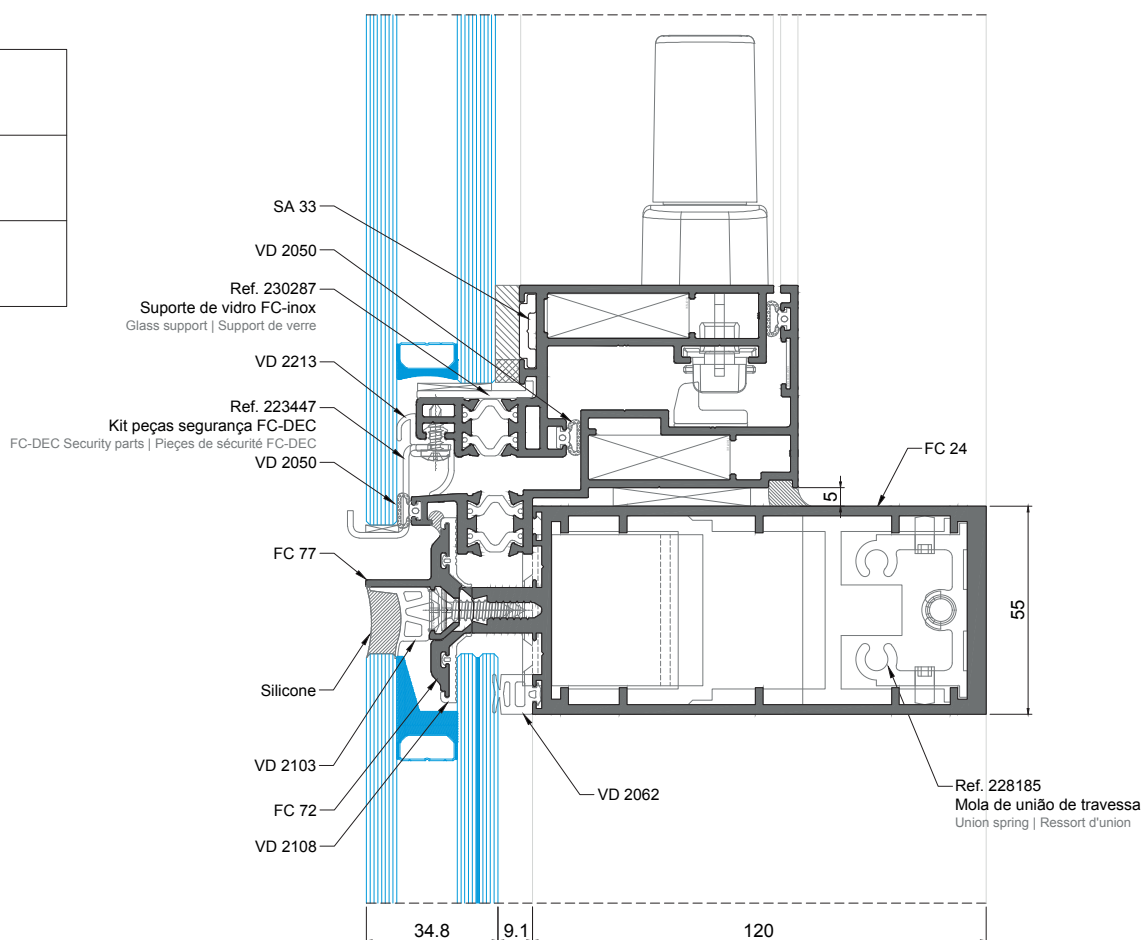 SA 33
VD 2050
Ref. 230287
Suporte de vidro FC-inox
Glass support | Support de verre
VD 2213
Ref. 223447
Kit peças segurança FC-DEC
FC-DEC Security parts | Pieçes de sécurité FC-DEC
VD 2050
FC 24
5
FC 77
55
Silicone
VD 2103
FC 72
VD 2108
VD 2062
Ref. 228185
Mola de união de travessa
Union spring | Ressort d'union
34.8
9.1
120